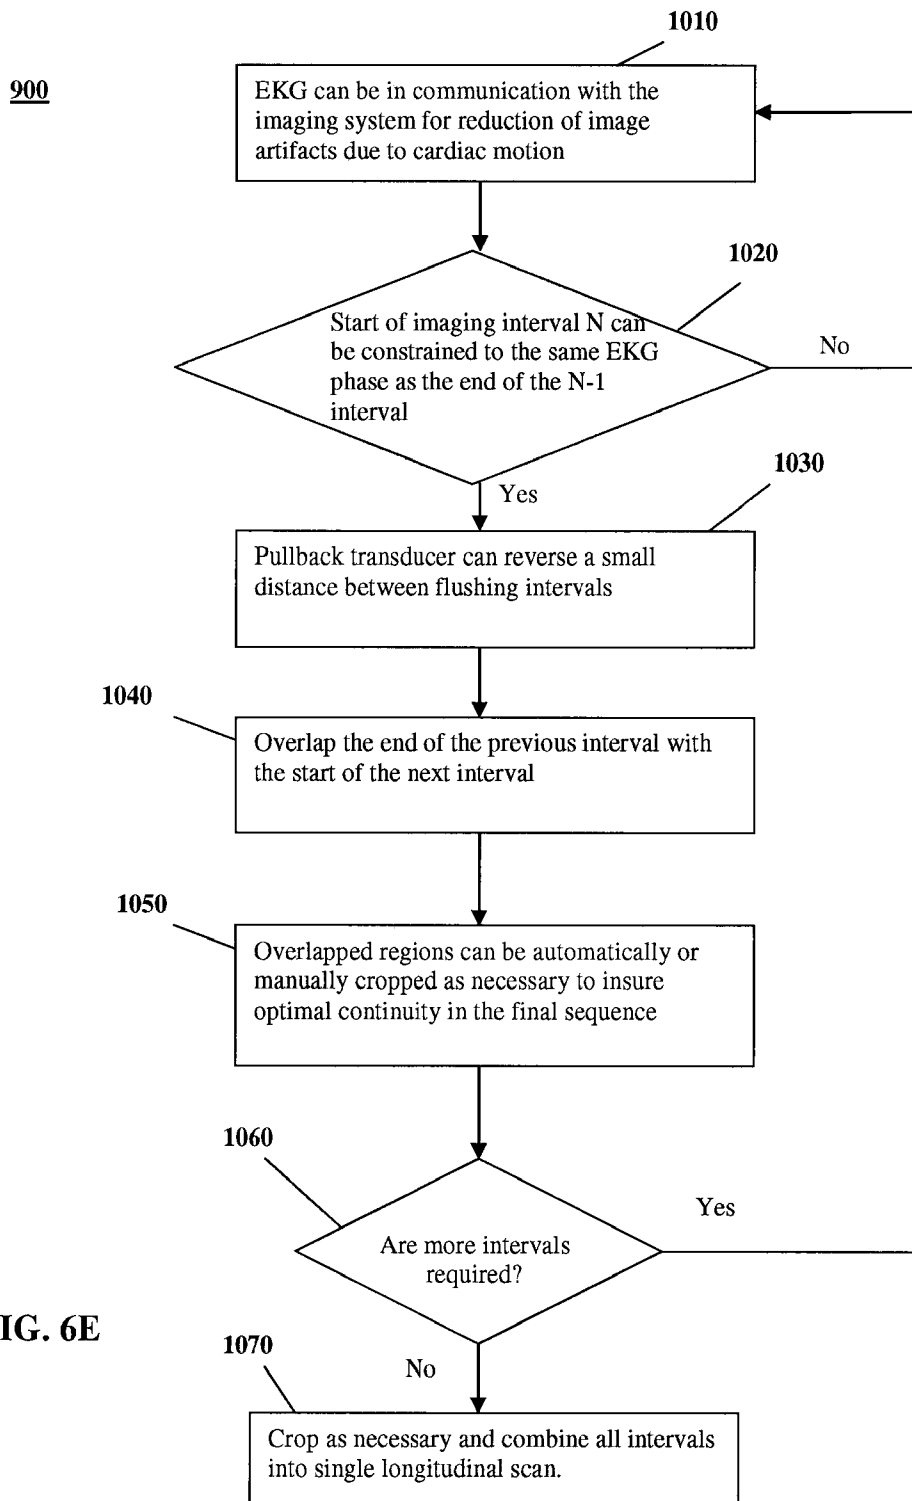 1010
900
EKG can be in communication with the
imaging system for reduction of image
artifacts due to cardiac motion
1020
Start of imaging interval N can
be constrained to the same EKG
phase as the end of the N-1
interval
No
Yes
1030
Pullback transducer can reverse a small
distance between flushing intervals
1040
Overlap the end of the previous interval with
the start of the next interval
1050
Overlapped regions can be automatically or
manually cropped as necessary to insure
optimal continuity in the final sequence
1060
Are more intervals
required?
Yes
IG. 6E
No
1070
Crop as necessary and combine all intervals
into single longitudinal scan.